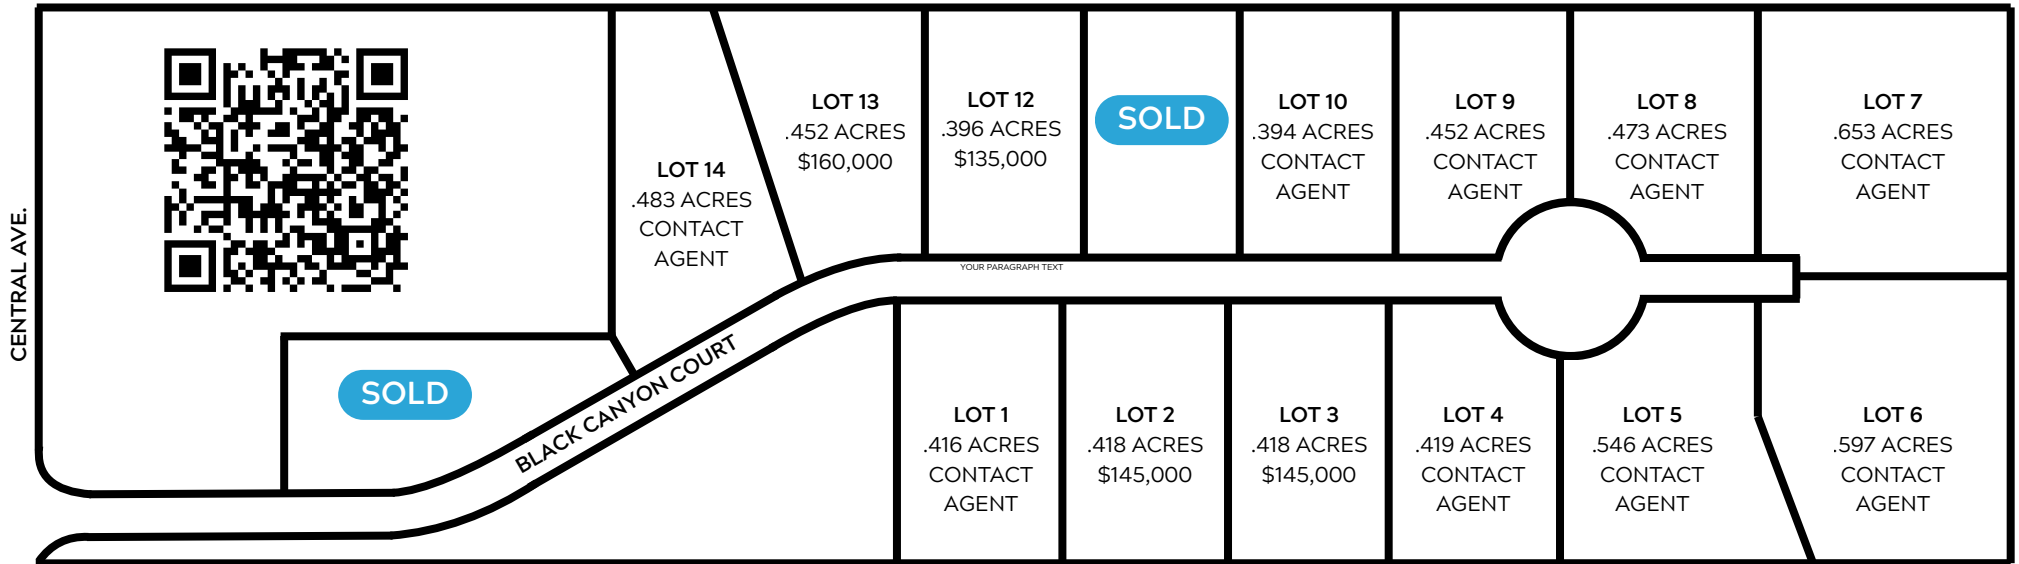 CENTRAL AVE.
SOLD
BLACK CANYON COURT
LOT 14
.483 ACRES
CONTACT
AGENT
LOT 13
.452 ACRES
$160,000
LOT 12
.396 ACRES
$135,000
SOLD
LOT 10
.394 ACRES
CONTACT
AGENT
LOT 9
.452 ACRES
CONTACT
AGENT
LOT 8
.473 ACRES
CONTACT
AGENT
LOT 7
.653 ACRES
CONTACT
AGENT
YOUR PARAGRAPH TEXT
LOT 1
.416 ACRES
CONTACT
AGENT
LOT 2
.418 ACRES
$145,000
LOT 3
.418 ACRES
$145,000
LOT 4
.419 ACRES
CONTACT
AGENT
LOT 5
.546 ACRES
CONTACT
AGENT
LOT 6
.597 ACRES
CONTACT
AGENT